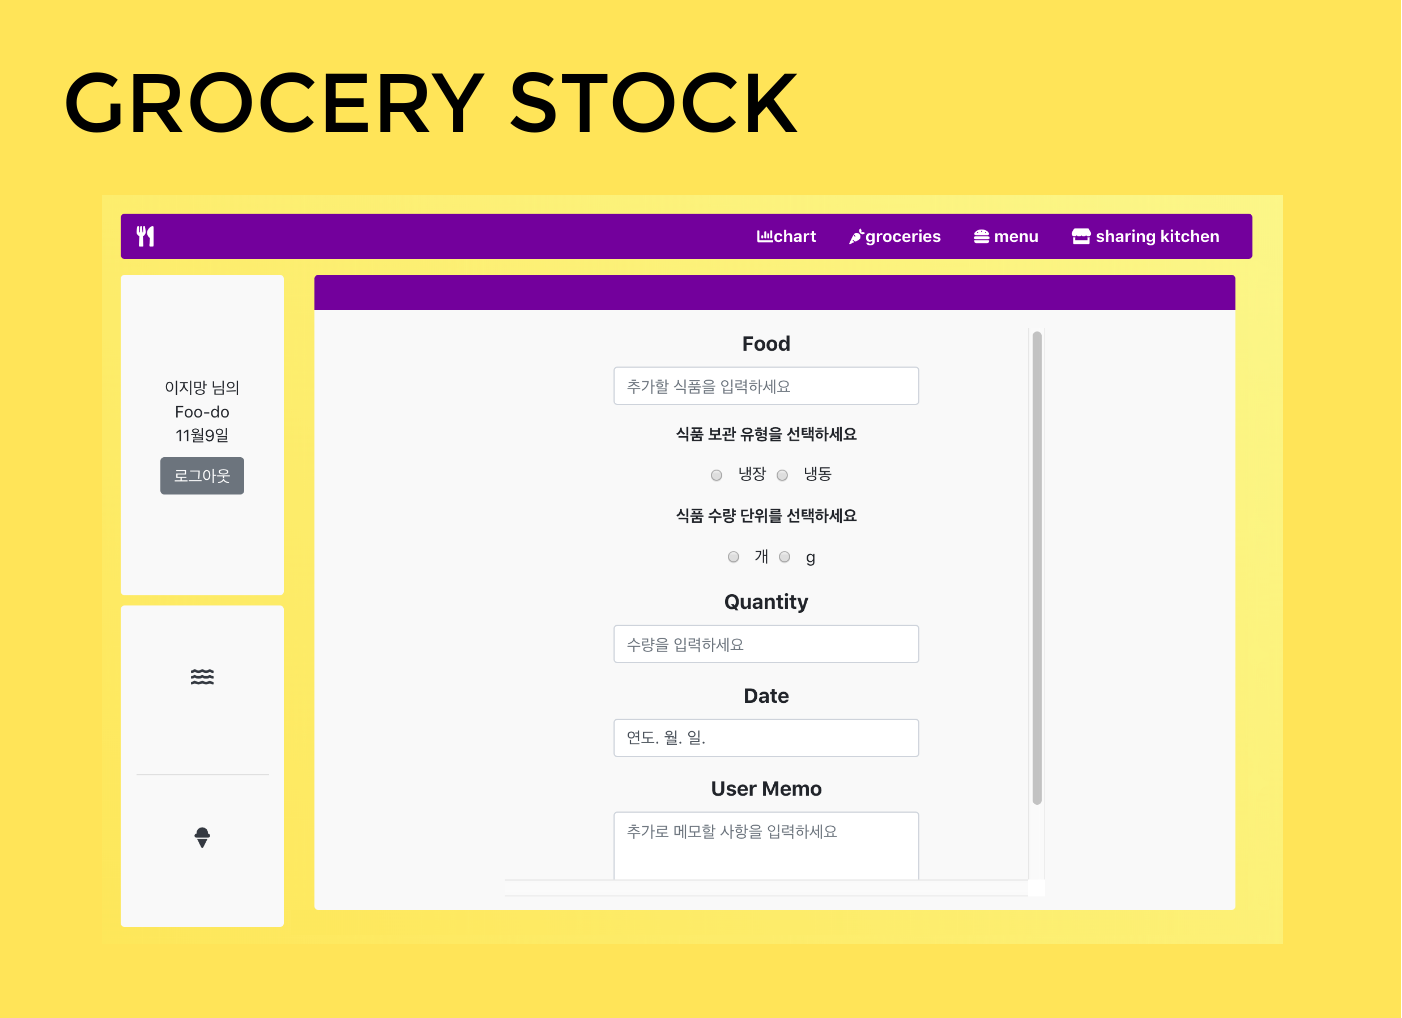 GROCERY STOCK
chart groceries menu sharing kitchen
이지망 님의
Foo-do
11월9일
로그아웃
Food
추가할 식품을 입력하세요
식품 보관 유형을 선택하세요
냉장 냉동
식품 수량 단위를 선택하세요
개 g
Quantity
수량을 입력하세요
Date
연도. 월. 일.
User Memo
추가로 메모할 사항을 입력하세요